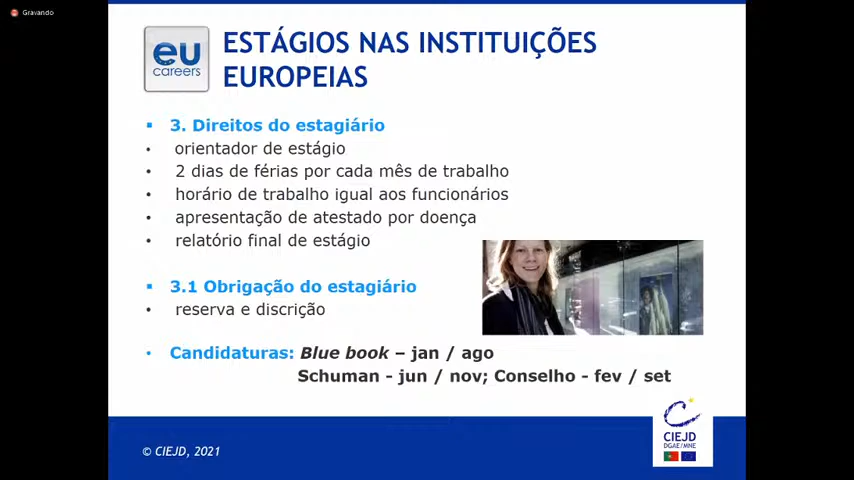 Gravando
eu
careers
ESTÁGIOS NAS INSTITUIÇÕES
EUROPEIAS
▪ 3. Direitos do estagiário
• orientador de estágio
• 2 dias de férias por cada mês de trabalho
• horário de trabalho igual aos funcionários
• apresentação de atestado por doença
• relatório final de estágio
▪ 3.1 Obrigação do estagiário
• reserva e discrição
• Candidaturas: Blue book – jan / ago
Schuman - jun / nov; Conselho - fev / set
© CIEJD, 2021
CIEJD
DGAE/MNE